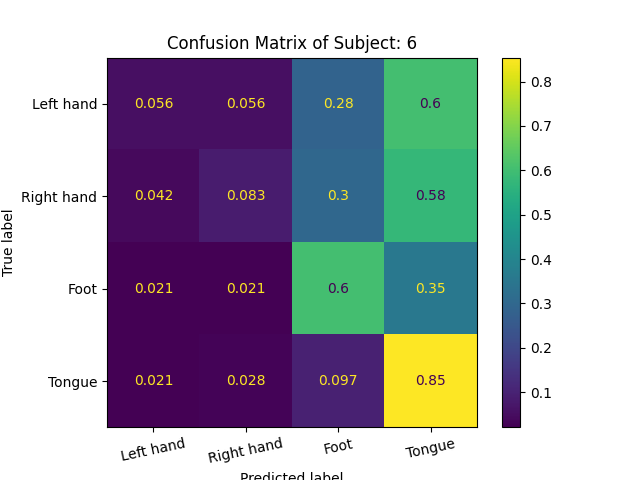 Confusion Matrix of Subject: 6
True label
Left hand 0.056 0.056 0.28 0.6
Right hand 0.042 0.083 0.3 0.58
Foot 0.021 0.021 0.6 0.35
Tongue 0.021 0.028 0.097 0.85
Left hand Right hand Foot Tongue
Predicted label
0.8
0.7
0.6
0.5
0.4
0.3
0.2
0.1